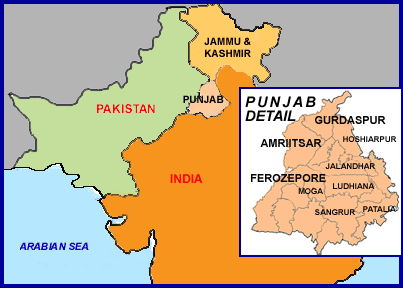 JAMMU &
KASHMIR
PAKISTAN
PUNJAB
INDIA
ARABIAN SEA
PUNJAB
DETAIL
GURDASPUR
HOSHIARPUR
AMRIITSAR
JALANDHAR
FEROZEPORE
MOGA
LUDHIANA
SANGRUR
PATALIA